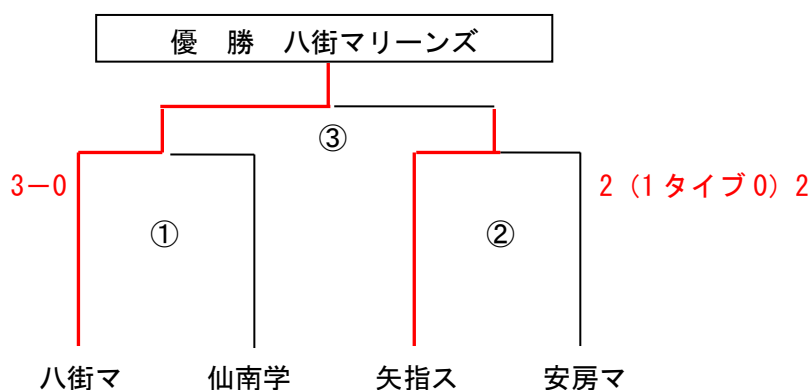 優　勝　八街マリーンズ
③
3－0
2（1タイブ0）2
①
②
八街マ
仙南学
矢指ス
安房マ